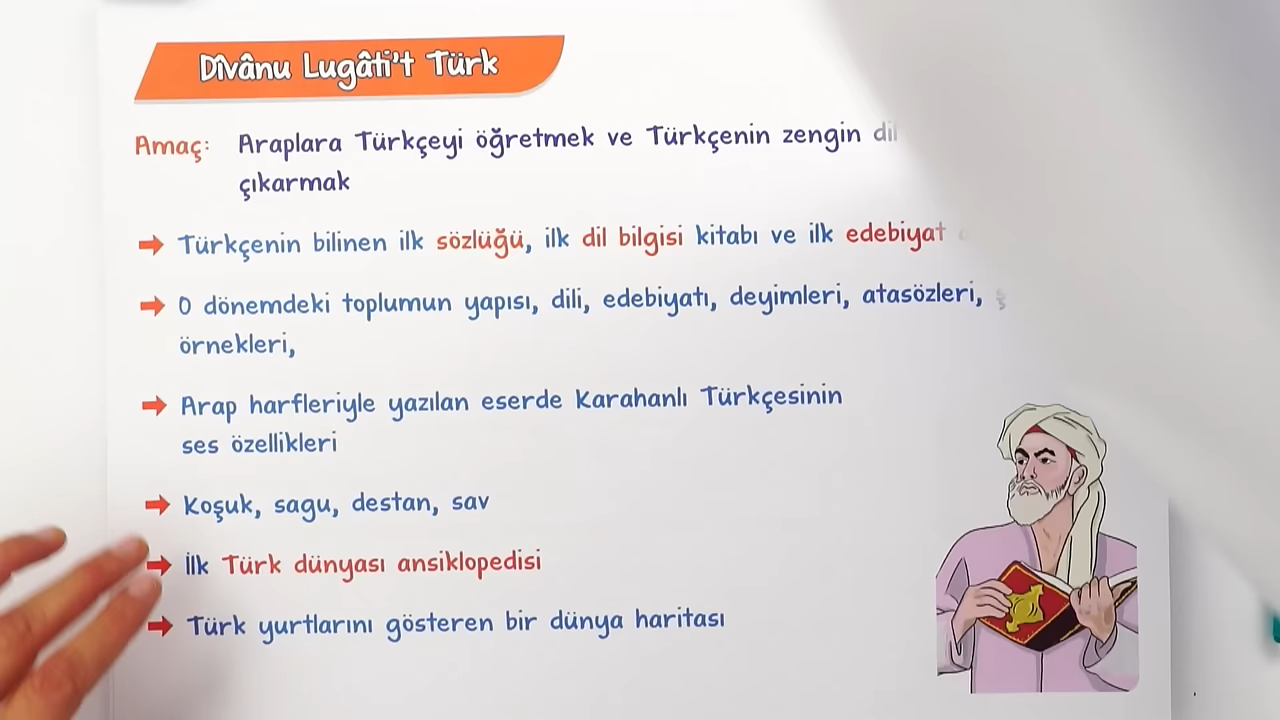 Dîvânu Lugâti't Türk
Amaç: Araplara Türkçeyi öğretmek ve Türkçenin zengin
çıkarmak
Türkçenin bilinen ilk sözlüğü, ilk dil bilgisi kitabı ve ilk edebiyat
O dönemdeki toplumun yapısı, dili, edebiyatı, deyimleri, atasözleri,
örnekleri,
Arap harfleriyle yazılan eserde Karahanlı Türkçesinin
ses özellikleri
Koşuk, sagu, destan, sav
İlk Türk dünyası ansiklopedisi
Türk yurtlarını gösteren bir dünya haritası